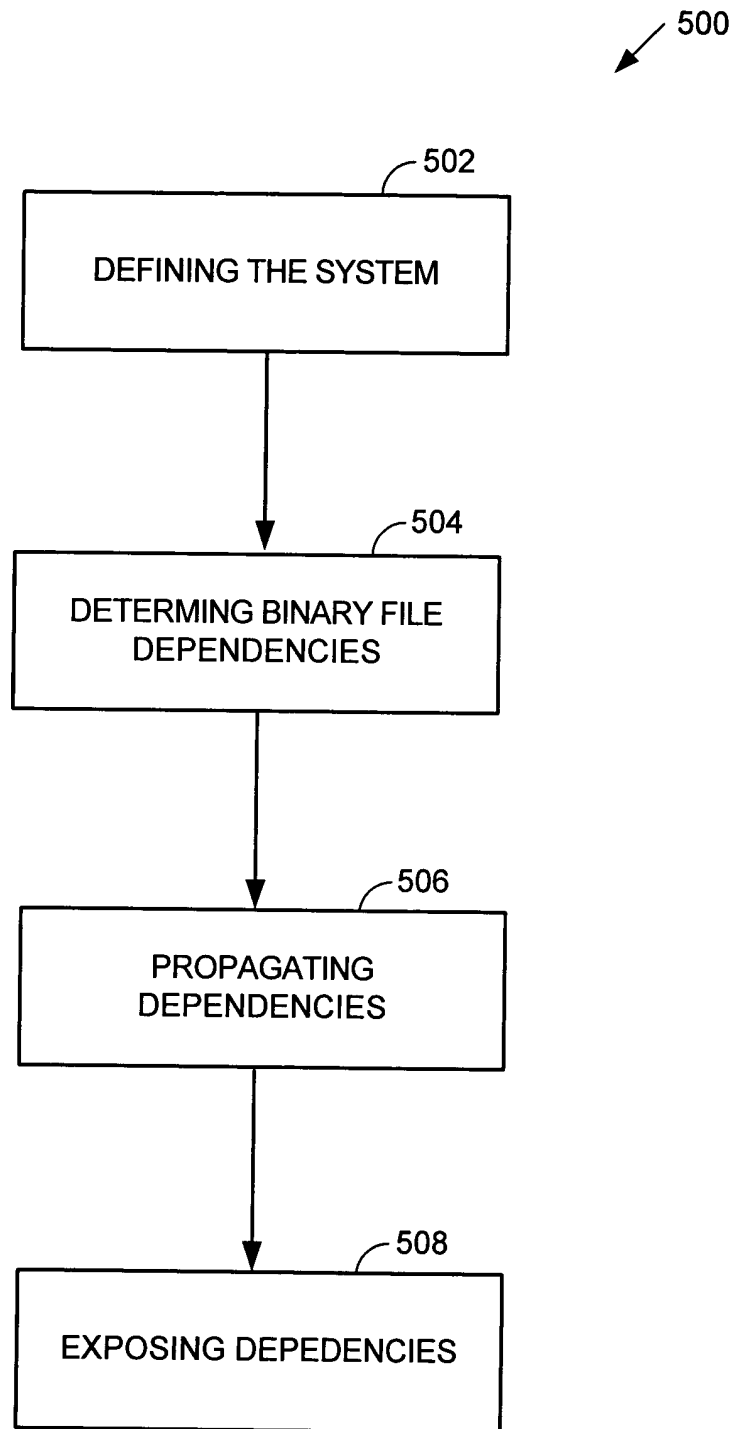 500
502
DEFINING THE SYSTEM
504
DETERMING BINARY FILE
DEPENDENCIES
506
PROPAGATING
DEPENDENCIES
508
EXPOSING DEPEDENCIES